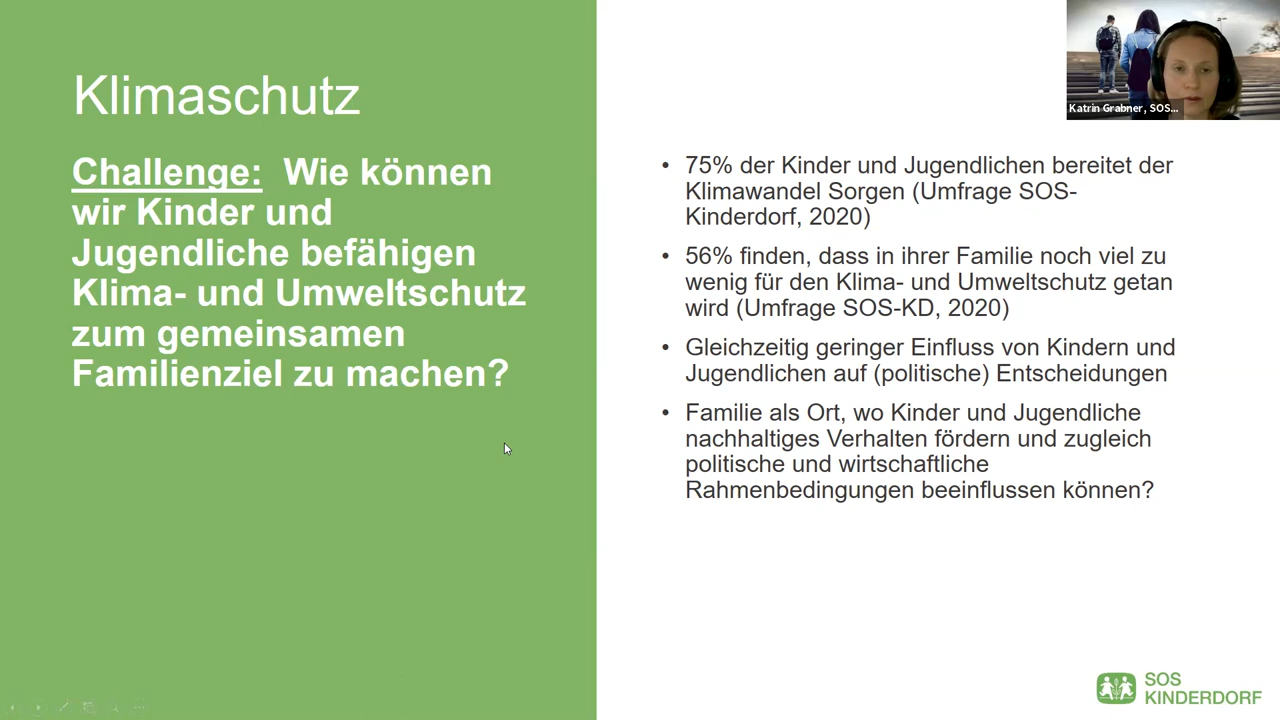 Klimaschutz
Challenge: Wie können
wir Kinder und
Jugendliche befähigen
Klima- und Umweltschutz
zum gemeinsamen
Familienziel zu machen?
Katrin Grabner, SOS...
• 75% der Kinder und Jugendlichen bereitet der
Klimawandel Sorgen (Umfrage SOS-
Kinderdorf, 2020)
• 56% finden, dass in ihrer Familie noch viel zu
wenig für den Klima- und Umweltschutz getan
wird (Umfrage SOS-KD, 2020)
• Gleichzeitig geringer Einfluss von Kindern und
Jugendlichen auf (politische) Entscheidungen
• Familie als Ort, wo Kinder und Jugendliche
nachhaltiges Verhalten fördern und zugleich
politische und wirtschaftliche
Rahmenbedingungen beeinflussen können?
SOS
KINDERDORF